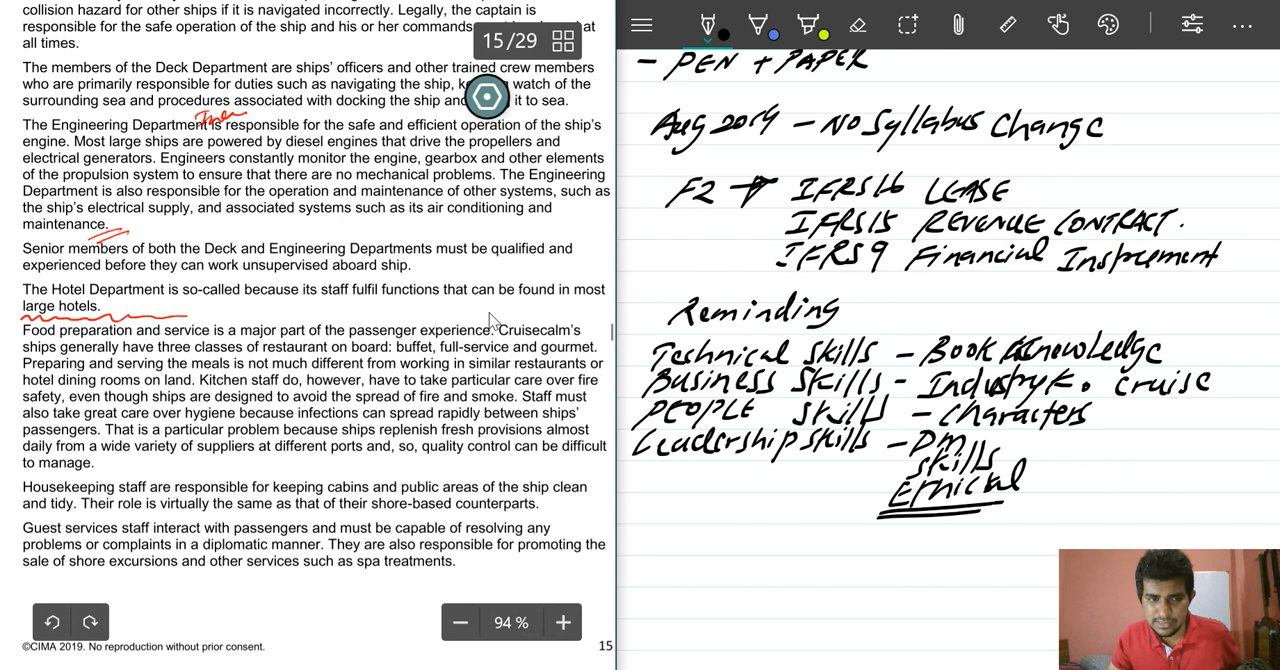 collision hazard for other ships if it is navigated incorrectly. Legally, the captain is
responsible for the safe operation of the ship and his or her commands at
all times.
The members of the Deck Department are ships' officers and other trained crew members
who are primarily responsible for duties such as navigating the ship, watch of the
surrounding sea and procedures associated with docking the ship and it to sea.
The Engineering Department is responsible for the safe and efficient operation of the ship's
engine. Most large ships are powered by diesel engines that drive the propellers and
electrical generators. Engineers constantly monitor the engine, gearbox and other elements
of the propulsion system to ensure that there are no mechanical problems. The Engineering
Department is also responsible for the operation and maintenance of other systems, such as
the ship's electrical supply, and associated systems such as its air conditioning and
maintenance.
Senior members of both the Deck and Engineering Departments must be qualified and
experienced before they can work unsupervised aboard ship.
The Hotel Department is so-called because its staff fulfil functions that can be found in most
large hotels.
Food preparation and service is a major part of the passenger experience. Cruisecalm's
ships generally have three classes of restaurant on board: buffet, full-service and gourmet.
Preparing and serving the meals is not much different from working in similar restaurants or
hotel dining rooms on land. Kitchen staff do, however, have to take particular care over fire
safety, even though ships are designed to avoid the spread of fire and smoke. Staff must
also take great care over hygiene because infections can spread rapidly between ships'
passengers. That is a particular problem because ships replenish fresh provisions almost
daily from a wide variety of suppliers at different ports and, so, quality control can be difficult
to manage.
Housekeeping staff are responsible for keeping cabins and public areas of the ship clean
and tidy. Their role is virtually the same as that of their shore-based counterparts.
Guest services staff interact with passengers and must be capable of resolving any
problems or complaints in a diplomatic manner. They are also responsible for promoting the
sale of shore excursions and other services such as spa treatments.
15/29
94 %
©CIMA 2019. No reproduction without prior consent.
15
- PEN + PAPER
Aug 2019 - No Syllabus Change
F2 → IFRS16 LEASE
IFRS15 REVENUE CONTRACT.
IFRS9 Financial Instrument
Reminding
Technical Skills - Book Knowledge
Business Skills - Industry K. Cruise
PEOPLE Skills - Characters
Leadership Skills - DM
Skills
Ethical